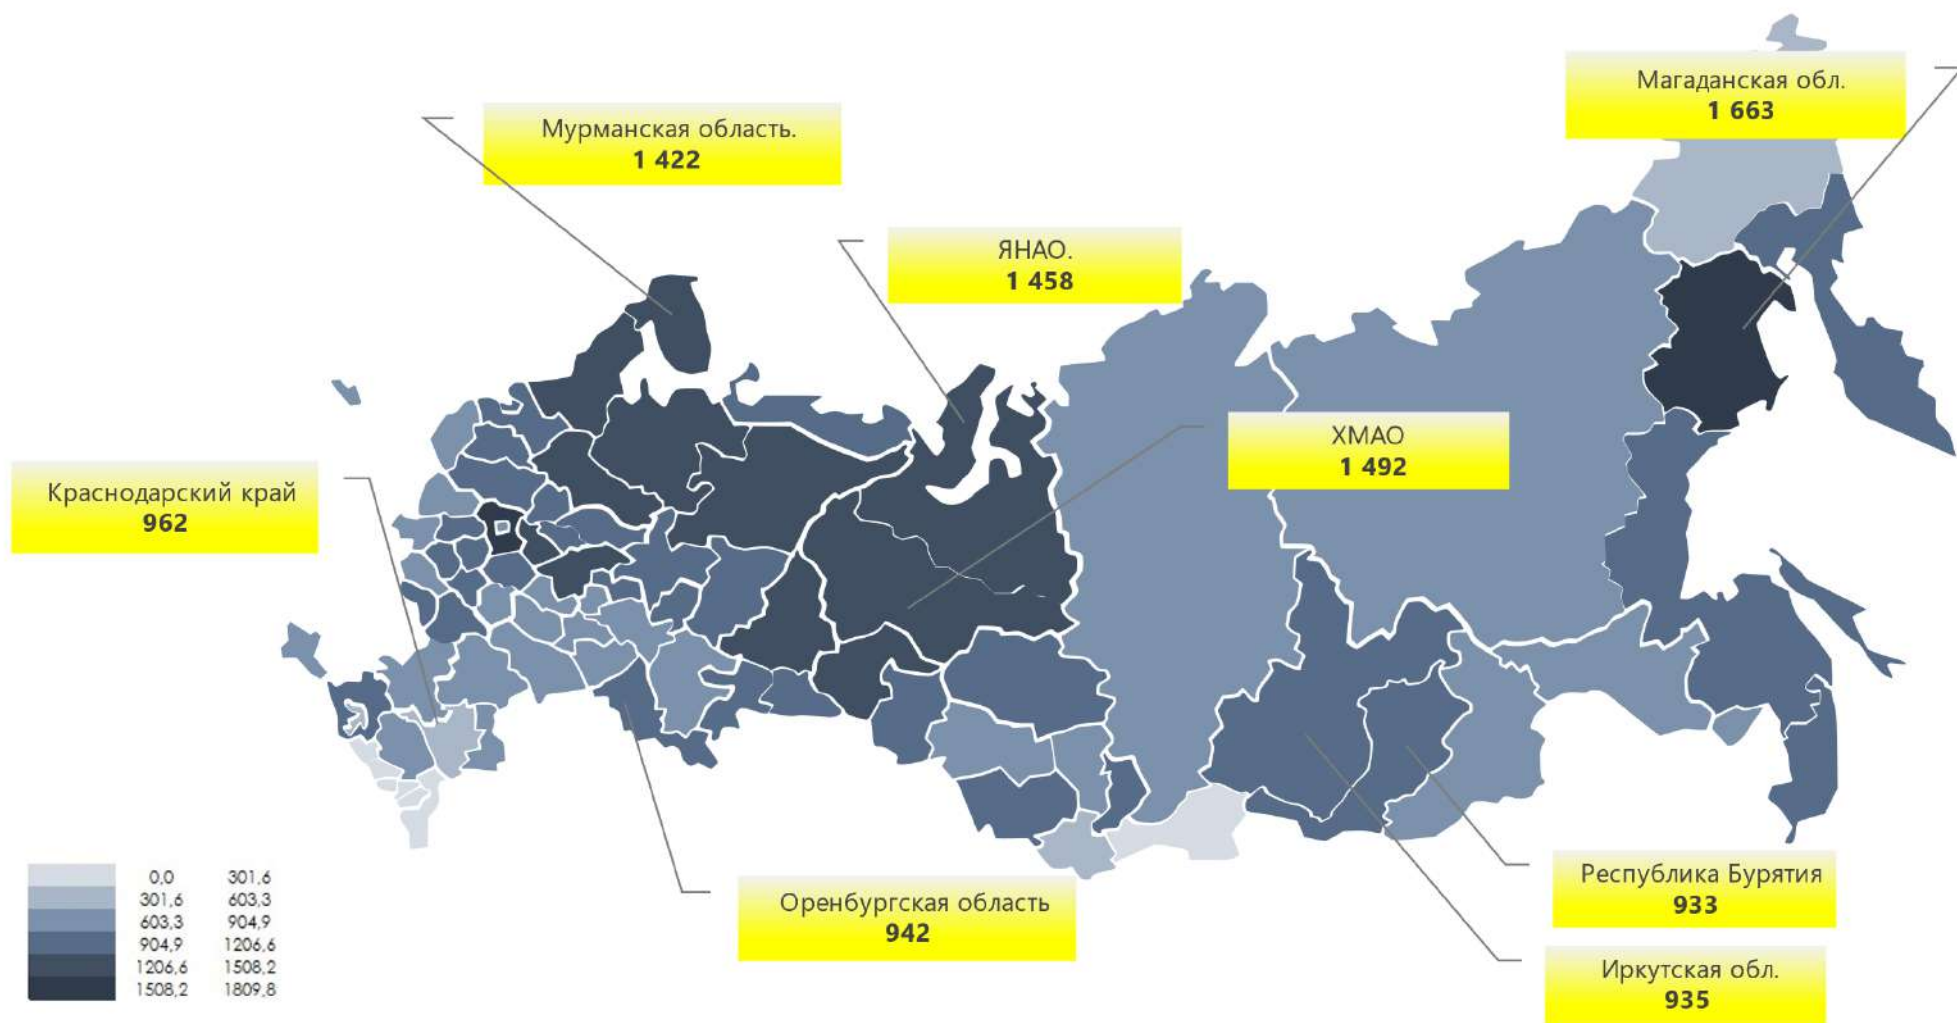 Магаданская обл.
1 663
Мурманская область.
1 422
ЯНАО.
1 458
ХМАО
1 492
Краснодарский край
962
Оренбургская область
942
Республика Бурятия
933
Иркутская обл.
935
0,0 301,6
301,6 603,3
603,3 904,9
904,9 1206,6
1206,6 1508,2
1508,2 1809,8